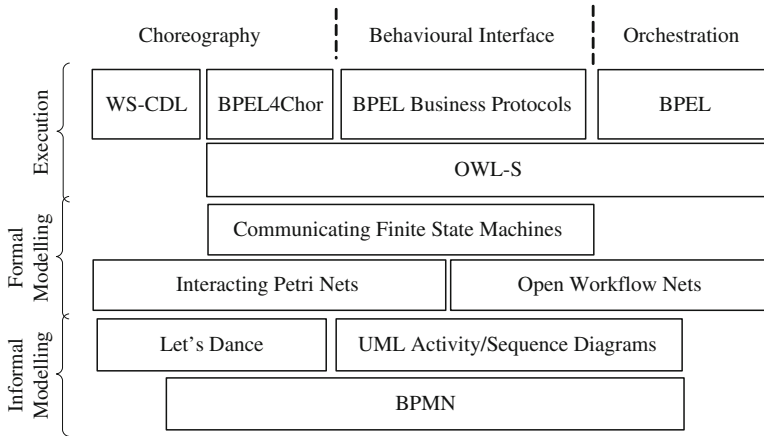 Choreography
Behavioural Interface
Orchestration
Execution
WS-CDL
BPEL4Chor
BPEL Business Protocols
BPEL
OWL-S
Formal
Modelling
Communicating Finite State Machines
Interacting Petri Nets
Open Workflow Nets
Informal
Modelling
Let's Dance
UML Activity/Sequence Diagrams
BPMN